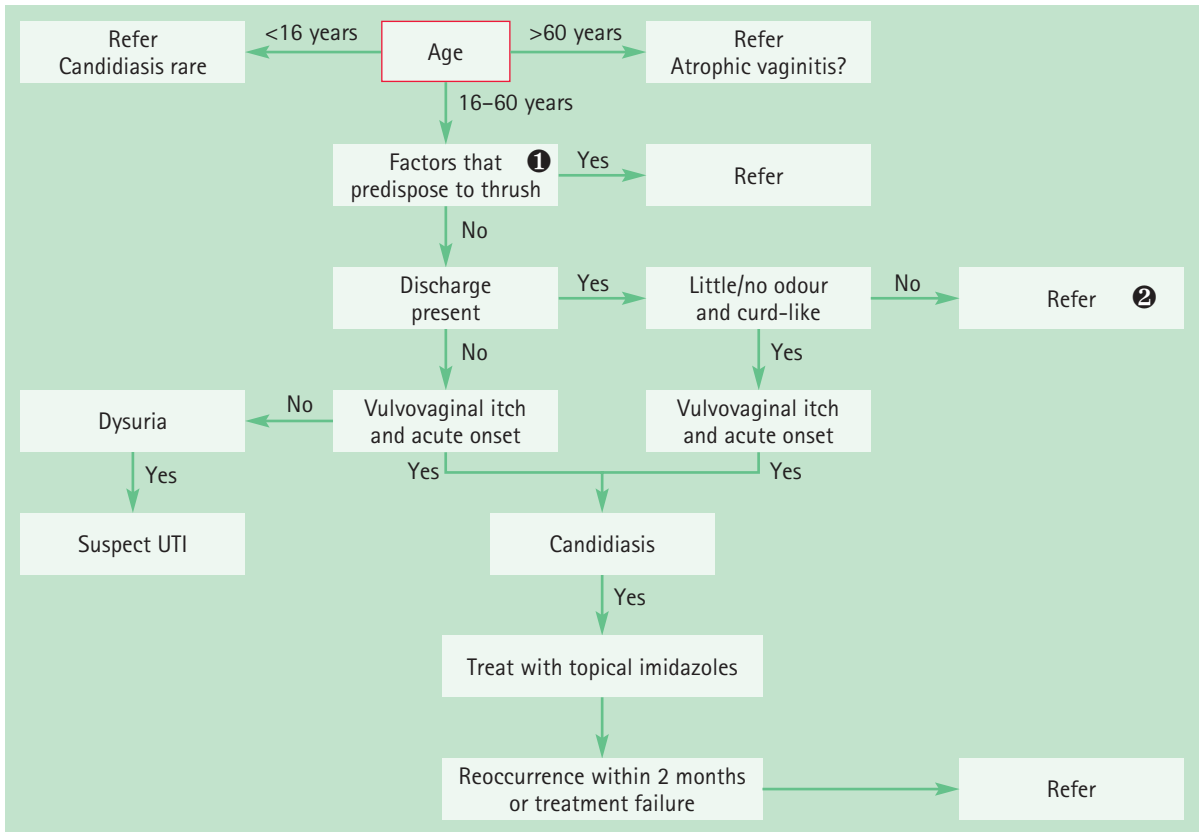 Refer
Candidiasis rare
<16 years
Age
>60 years
Refer
Atrophic vaginitis?
16–60 years
Factors that ❶
predispose to thrush
Yes
Refer
No
Discharge
present
Yes
Little/no odour
and curd-like
No
Refer ❷
No
Yes
Dysuria
No
Vulvovaginal itch
and acute onset
Vulvovaginal itch
and acute onset
Yes
Yes
Yes
Suspect UTI
Candidiasis
Yes
Treat with topical imidazoles
Reoccurrence within 2 months
or treatment failure
Refer